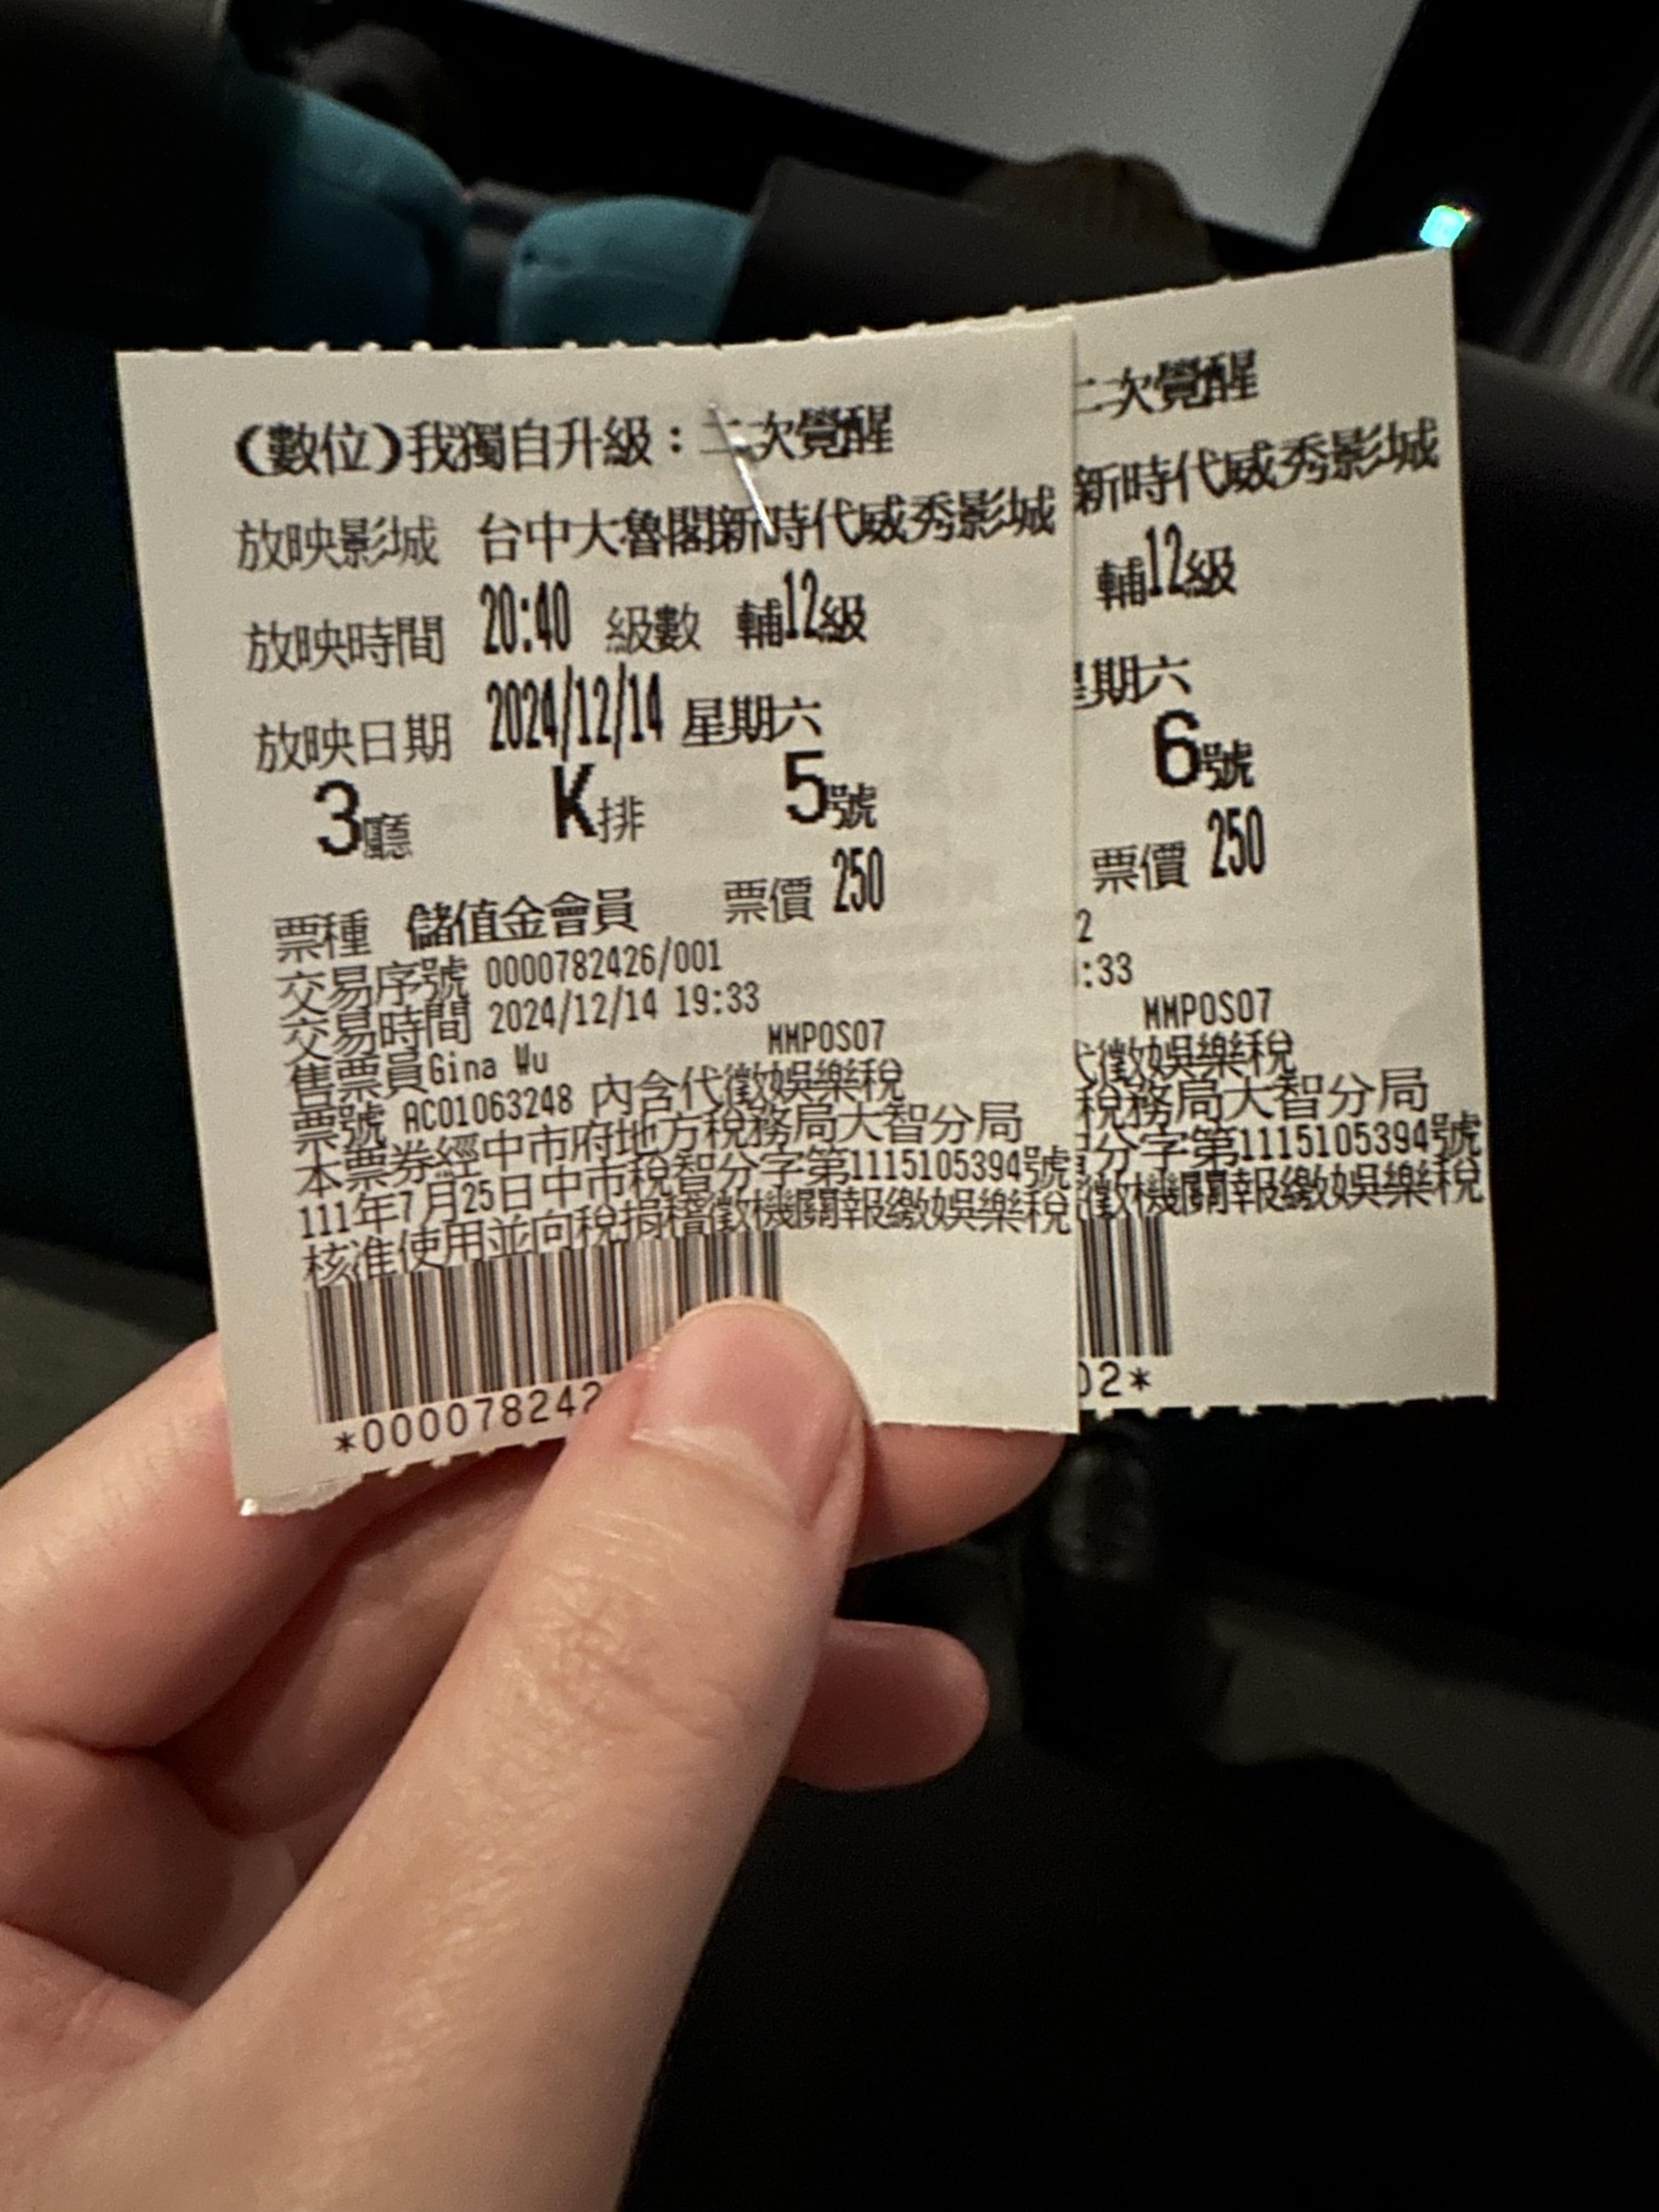 (數位)我獨自升級：二次覺醒
放映影城 台中大魯閣新時代威秀影城
放映時間 20:40 級數 輔12級
放映日期 2024/12/14 星期六
3廳 K排 5號
票種 儲值金會員 票價 250
交易序號 0000782426/001
交易時間 2024/12/14 19:33
MMPOS07
售票員Gina Wu
票號 AC01063248 內含代徵娛樂稅
本票券經中市府地方稅務局大智分局
111年7月25日中市稅智分字第1115105394號
核准使用並向稅捐稽徵機關報繳娛樂稅
*00007824
二次覺醒
新時代威秀影城
輔12級
星期六
6號
票價 250
2
:33
MMPOS07
代徵娛樂稅
稅務局大智分局
分字第1115105394號
徵機關報繳娛樂稅
02*